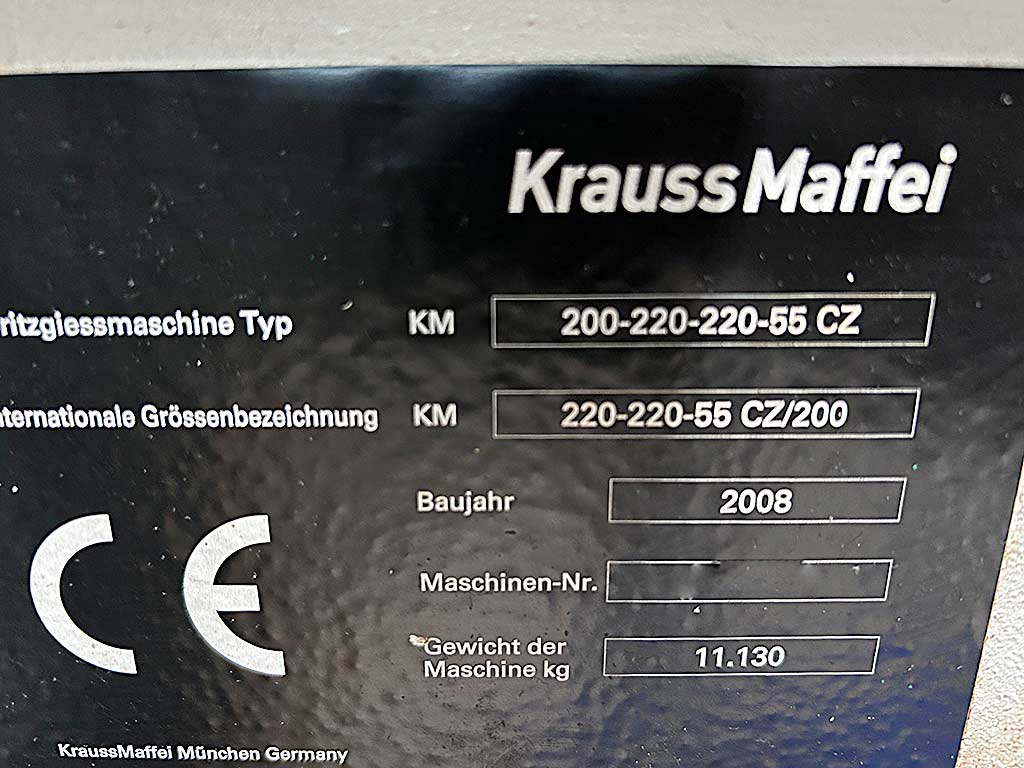 KraussMaffei
ritzgiessmaschine Typ KM 200-220-220-55 CZ
nternationale Grössenbezeichnung KM 220-220-55 CZ/200
Baujahr 2008
Maschinen-Nr.
Gewicht der
Maschine kg 11.130
CE
KraussMaffei München Germany